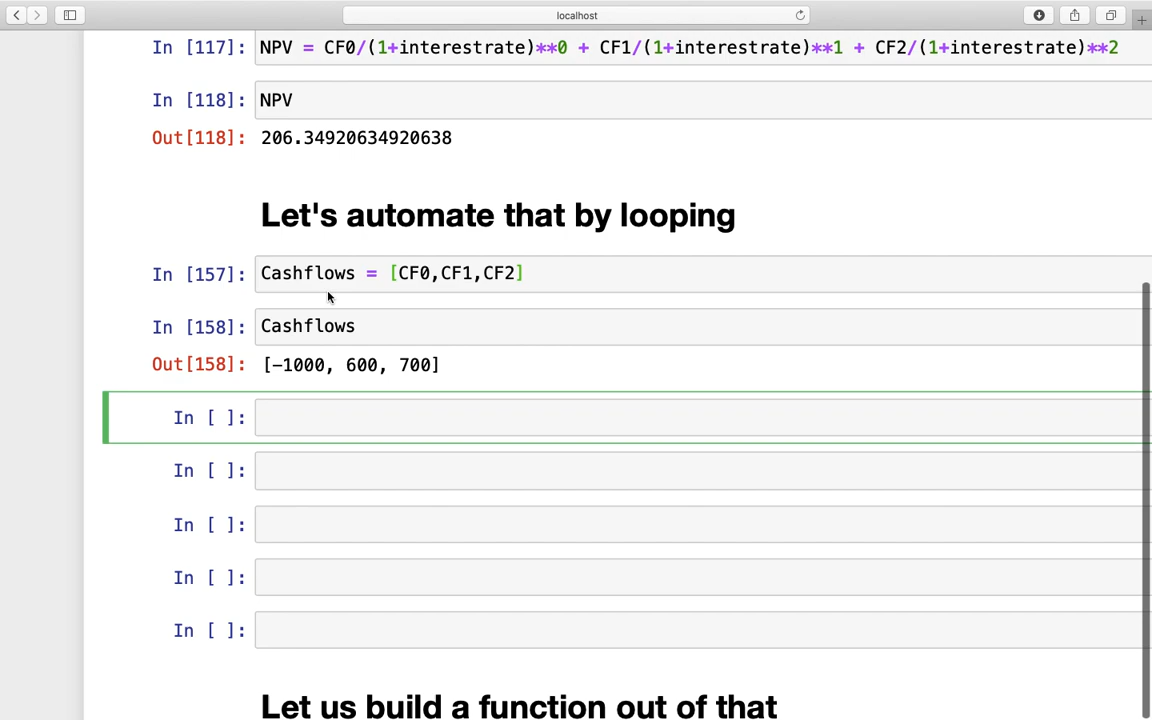 localhost
In [117]: NPV = CF0/(1+interestrate)**0 + CF1/(1+interestrate)**1 + CF2/(1+interestrate)**2
In [118]: NPV
Out[118]: 206.34920634920638
Let's automate that by looping
In [157]: Cashflows = [CF0,CF1,CF2]
In [158]: Cashflows
Out[158]: [-1000, 600, 700]
In [ ]:
In [ ]:
In [ ]:
In [ ]:
In [ ]:
Let us build a function out of that